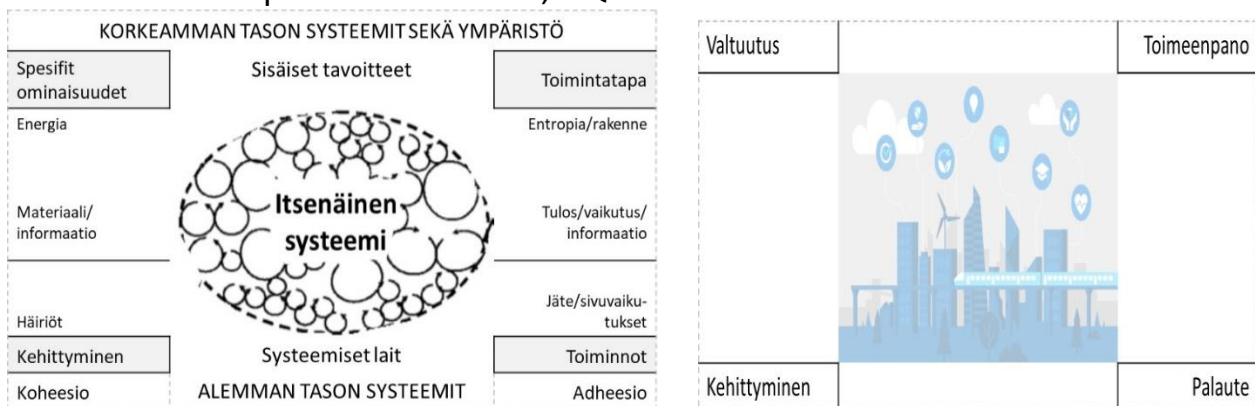 KORKEAMMAN TASON SYSTEEMIT SEKÄ YMPÄRISTÖ
Spesifit
ominaisuudet
Sisäiset tavoitteet
Toimintatapa
Energia
Entropia/rakenne
Itsenäinen
systeemi
Materiaali/
informaatio
Tulos/vaikutus/
informaatio
Häiriöt
Jäte/sivuvaiku-
tukset
Kehittyminen
Systeemiset lait
Toiminnot
Koheesio
ALEMMAN TASON SYSTEEMIT
Adheesio
Valtuutus
Toimeenpano
Kehittyminen
Palaute